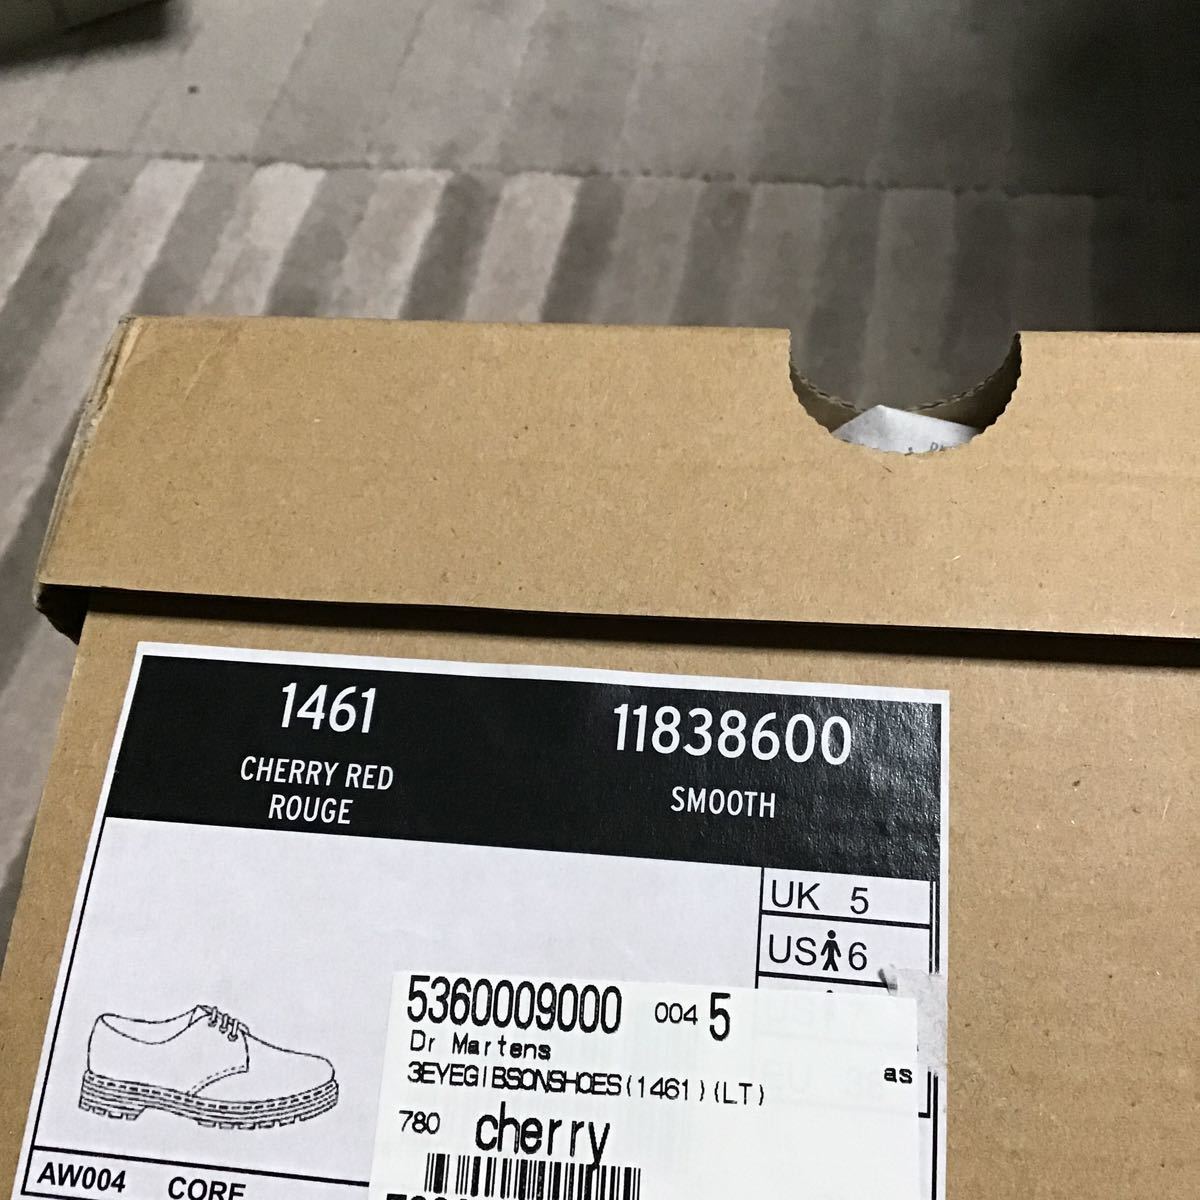 1461
CHERRY RED
ROUGE
11838600
SMOOTH
UK 5
US 6
5360009000 004 5
Dr Martens
3EYEGIBSONSHOES(1461)(LT)
as
780 cherry
AW004 CORE